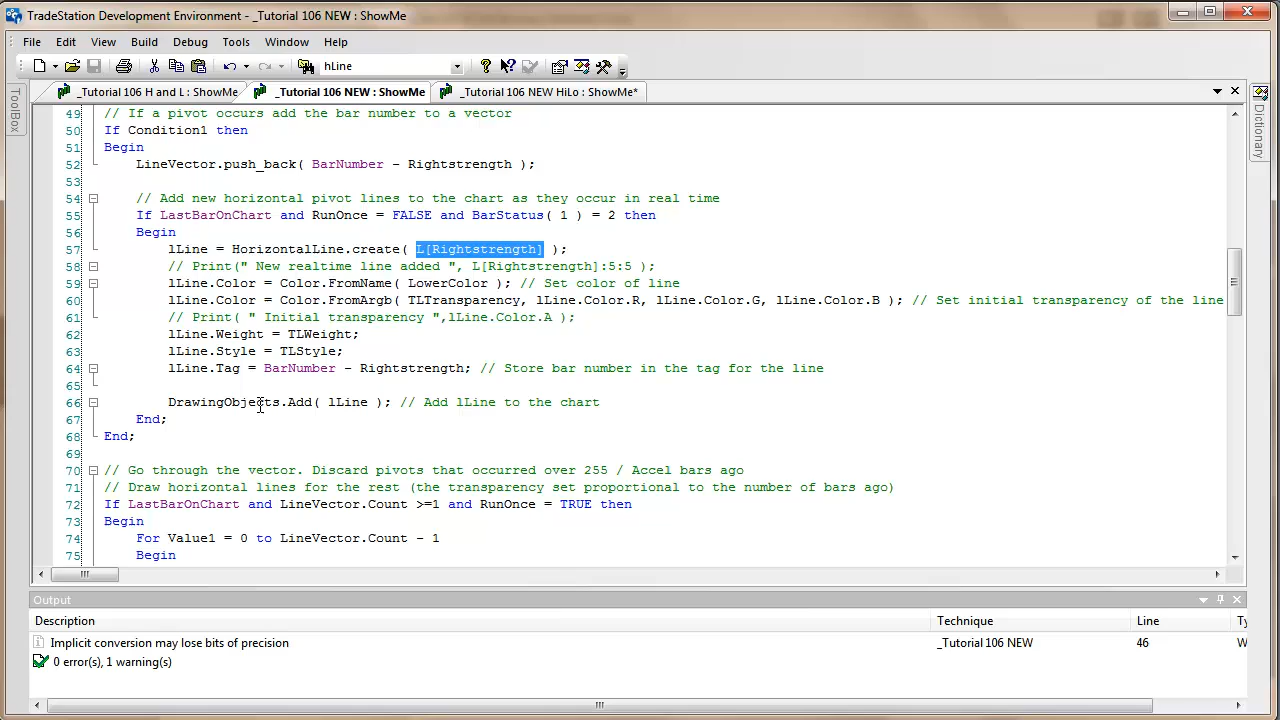 TradeStation Development Environment - _Tutorial 106 NEW : ShowMe
File Edit View Build Debug Tools Window Help
hLine
_Tutorial 106 H and L : ShowMe _Tutorial 106 NEW : ShowMe _Tutorial 106 NEW HiLo : ShowMe*
ToolBox
Dictionary
49 // If a pivot occurs add the bar number to a vector
50 If Condition1 then
51 Begin
52 LineVector.push_back( BarNumber - Rightstrength );
53
54 // Add new horizontal pivot lines to the chart as they occur in real time
55 If LastBarOnChart and RunOnce = FALSE and BarStatus( 1 ) = 2 then
56 Begin
57 lLine = HorizontalLine.create( L[Rightstrength] );
58 // Print(" New realtime line added ", L[Rightstrength]:5:5 );
59 lLine.Color = Color.FromName( LowerColor ); // Set color of line
60 lLine.Color = Color.FromArgb( TLTransparency, lLine.Color.R, lLine.Color.G, lLine.Color.B ); // Set initial transparency of the line
61 // Print( " Initial transparency ",lLine.Color.A );
62 lLine.Weight = TLWeight;
63 lLine.Style = TLStyle;
64 lLine.Tag = BarNumber - Rightstrength; // Store bar number in the tag for the line
65
66 DrawingObjects.Add( lLine ); // Add lLine to the chart
67 End;
68 End;
69
70 // Go through the vector. Discard pivots that occurred over 255 / Accel bars ago
71 // Draw horizontal lines for the rest (the transparency set proportional to the number of bars ago)
72 If LastBarOnChart and LineVector.Count >=1 and RunOnce = TRUE then
73 Begin
74 For Value1 = 0 to LineVector.Count - 1
75 Begin
Output
Description Technique Line Ty
Implicit conversion may lose bits of precision _Tutorial 106 NEW 46 W
0 error(s), 1 warning(s)